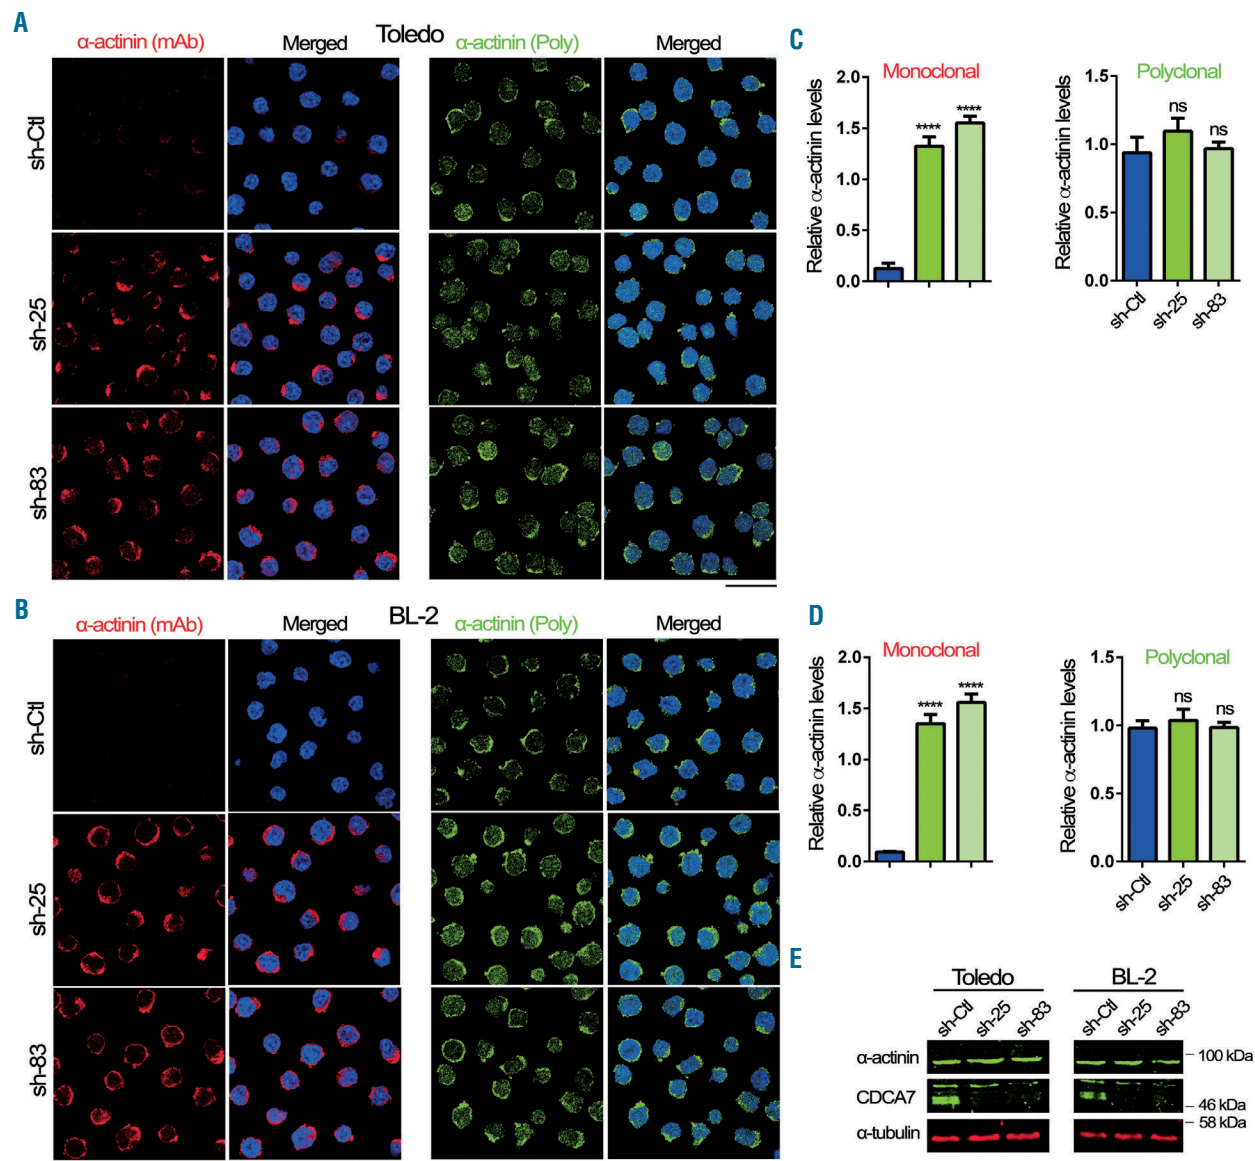 A
Toledo
α-actinin (mAb) Merged α-actinin (Poly) Merged
sh-Ctl
sh-25
sh-83
B
BL-2
α-actinin (mAb) Merged α-actinin (Poly) Merged
sh-Ctl
sh-25
sh-83
C
Monoclonal
Relative α-actinin levels
2.0
1.5
1.0
0.5
0.0
**** ****
Polyclonal
Relative α-actinin levels
1.5
1.0
0.5
0.0
ns ns
sh-Ctl sh-25 sh-83
D
Monoclonal
Relative α-actinin levels
2.0
1.5
1.0
0.5
0.0
**** ****
Polyclonal
Relative α-actinin levels
1.5
1.0
0.5
0.0
ns ns
sh-Ctl sh-25 sh-83
E
Toledo BL-2
sh-Ctl sh-25 sh-83 sh-Ctl sh-25 sh-83
α-actinin 100 kDa
CDCA7 46 kDa
58 kDa
α-tubulin